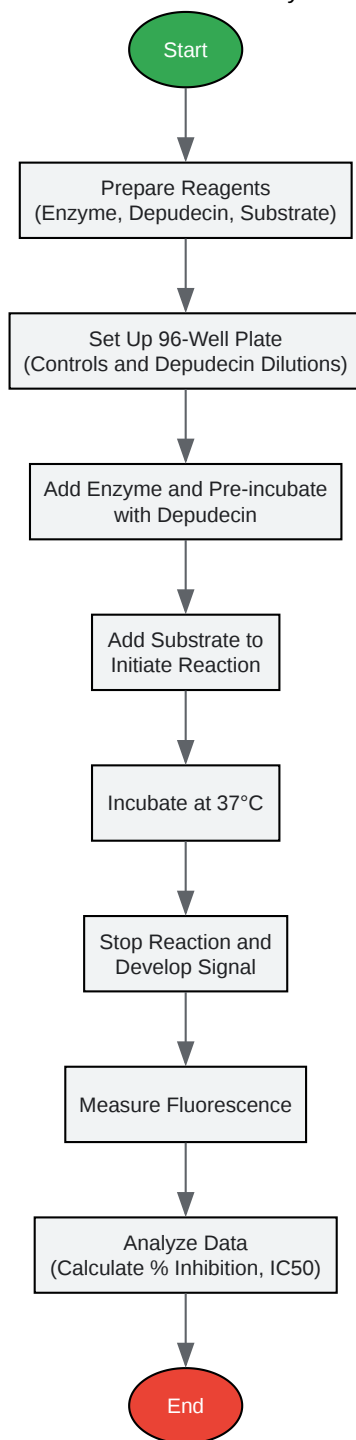 Start
Prepare Reagents
(Enzyme, Depudecin, Substrate)
Set Up 96-Well Plate
(Controls and Depudecin Dilutions)
Add Enzyme and Pre-incubate
with Depudecin
Add Substrate to
Initiate Reaction
Incubate at 37°C
Stop Reaction and
Develop Signal
Measure Fluorescence
Analyze Data
(Calculate % Inhibition, IC50)
End